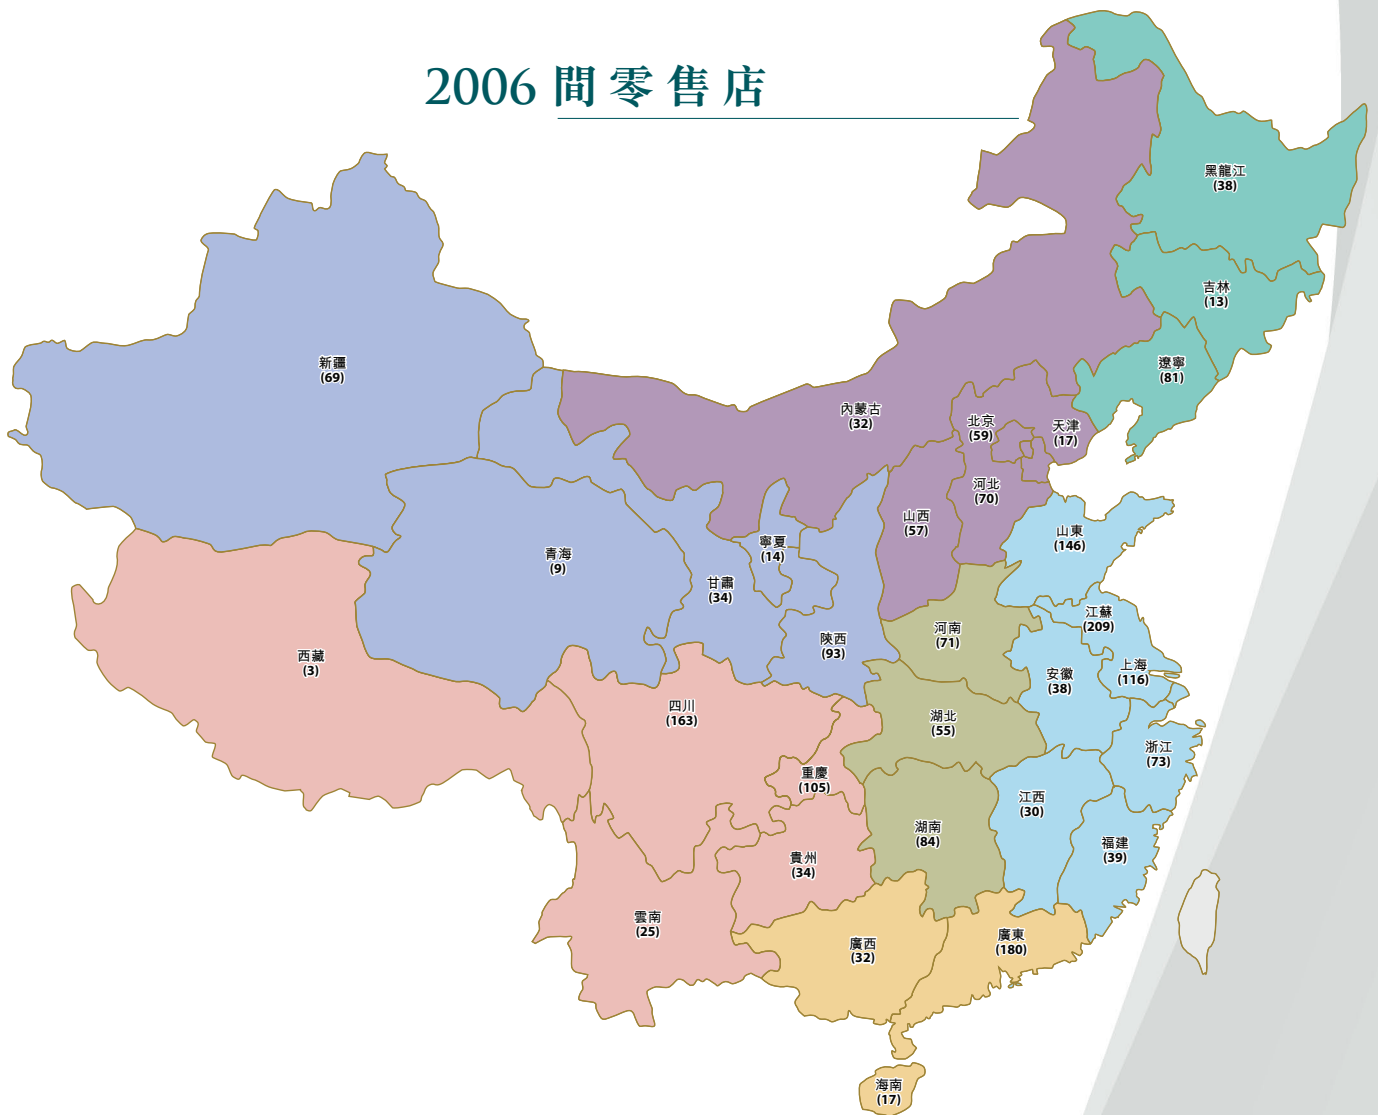 2006 間零售店
黑龍江
(38)
吉林
(13)
遼寧
(81)
新疆
(69)
內蒙古
(32)
北京
(59)
天津
(17)
河北
(70)
山西
(57)
山東
(146)
寧夏
(14)
青海
(9)
甘肅
(34)
陝西
(93)
河南
(71)
江蘇
(209)
上海
(116)
安徽
(38)
西藏
(3)
四川
(163)
湖北
(55)
浙江
(73)
重慶
(105)
江西
(30)
湖南
(84)
福建
(39)
貴州
(34)
雲南
(25)
廣西
(32)
廣東
(180)
海南
(17)